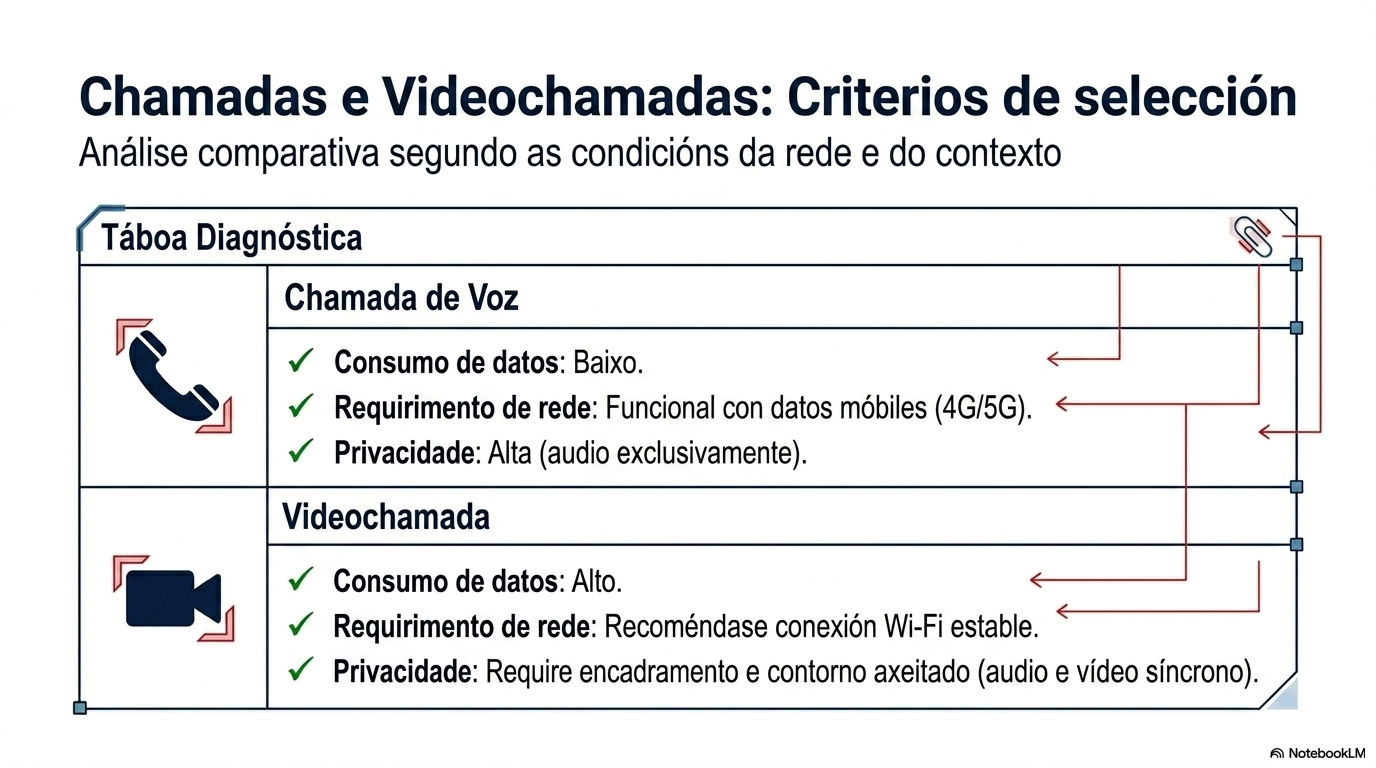 Chamadas e Videochamadas: Criterios de selección
Análise comparativa segundo as condicións da rede e do contexto
Táboa Diagnóstica
Chamada de Voz
✓ Consumo de datos: Baixo.
✓ Requirimento de rede: Funcional con datos móbiles (4G/5G).
✓ Privacidade: Alta (audio exclusivamente).
Videochamada
✓ Consumo de datos: Alto.
✓ Requirimento de rede: Recoméndase conexión Wi-Fi estable.
✓ Privacidade: Require encadramento e contorno axeitado (audio e vídeo síncrono).
NotebookLM